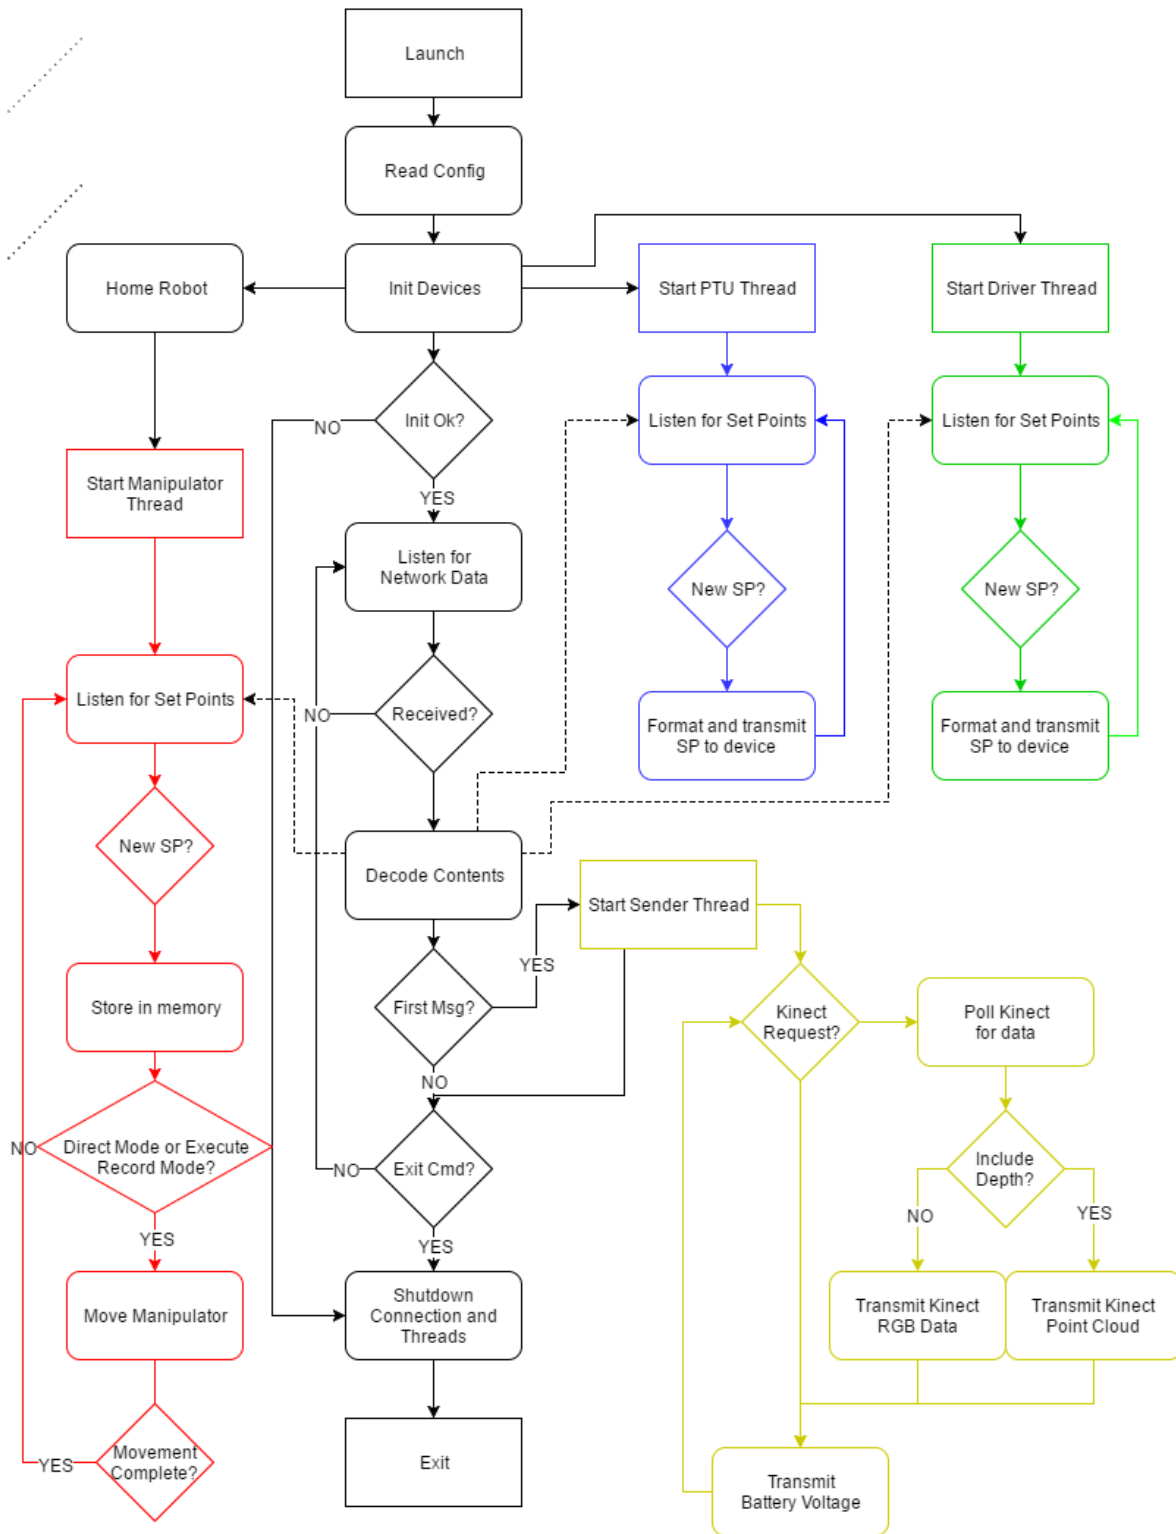 Launch
Read Config
Home Robot
Init Devices
Start PTU Thread
Start Driver Thread
Init Ok?
NO
Listen for Set Points
Listen for Set Points
Start Manipulator
Thread
YES
Listen for
Network Data
New SP?
New SP?
Listen for Set Points
NO
Received?
Format and transmit
SP to device
Format and transmit
SP to device
New SP?
Decode Contents
Start Sender Thread
YES
Store in memory
First Msg?
Kinect
Request?
Poll Kinect
for data
NO
NO
Direct Mode or Execute
Record Mode?
NO
Exit Cmd?
Include
Depth?
NO
YES
YES
YES
Move Manipulator
Shutdown
Connection and
Threads
Transmit Kinect
RGB Data
Transmit Kinect
Point Cloud
YES
Movement
Complete?
Exit
Transmit
Battery Voltage